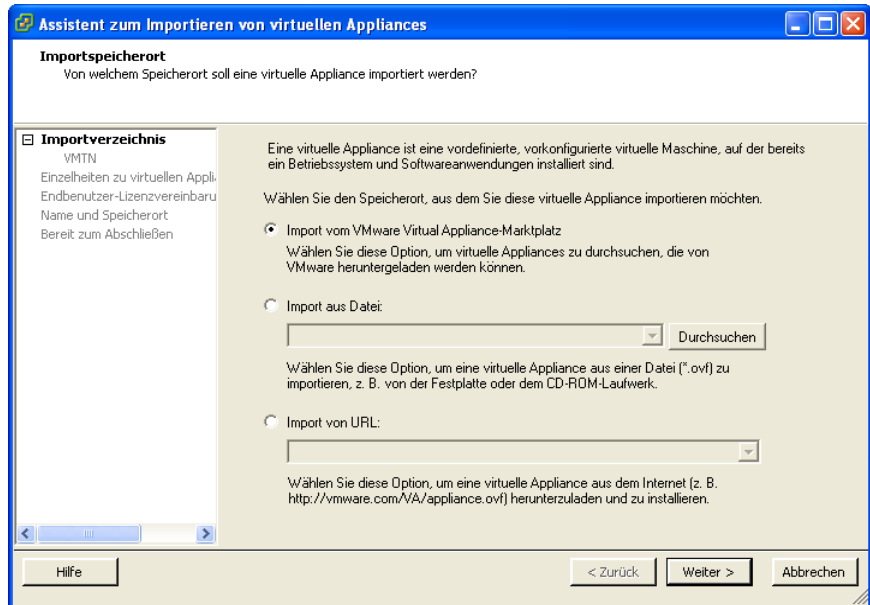 Assistent zum Importieren von virtuellen Appliances
Importspeicherort
Von welchem Speicherort soll eine virtuelle Appliance importiert werden?
Importverzeichnis
VMTN
Einzelheiten zu virtuellen Appli
Endbenutzer-Lizenzvereinbaru
Name und Speicherort
Bereit zum Abschließen
Eine virtuelle Appliance ist eine vordefinierte, vorkonfigurierte virtuelle Maschine, auf der bereits
ein Betriebssystem und Softwareanwendungen installiert sind.
Wählen Sie den Speicherort, aus dem Sie diese virtuelle Appliance importieren möchten.
Import vom VMware Virtual Appliance-Marktplatz
Wählen Sie diese Option, um virtuelle Appliances zu durchsuchen, die von
VMware heruntergeladen werden können.
Import aus Datei:
Durchsuchen
Wählen Sie diese Option, um eine virtuelle Appliance aus einer Datei (*.ovf) zu
importieren, z. B. von der Festplatte oder dem CD-ROM-Laufwerk.
Import von URL:
Wählen Sie diese Option, um eine virtuelle Appliance aus dem Internet (z. B.
http://vmware.com/VA/appliance.ovf) herunterzuladen und zu installieren.
Hilfe
< Zurück
Weiter >
Abbrechen